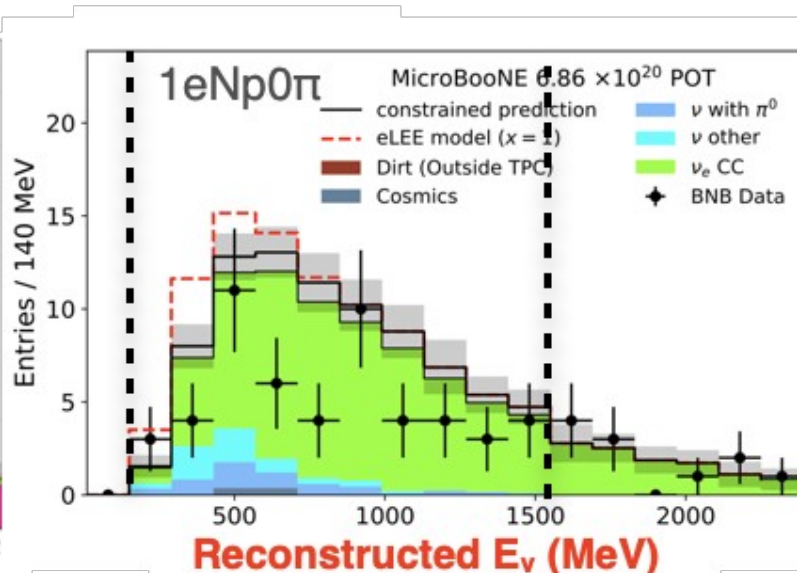 1eNp0π
MicroBooNE 6.86 ×10²⁰ POT
constrained prediction
eLEE model (x = 1)
Dirt (Outside TPC)
Cosmics
ν with π⁰
ν other
νₑ CC
BNB Data
Entries / 140 MeV
20
15
10
5
0
500
1000
1500
2000
Reconstructed Eᵥ (MeV)